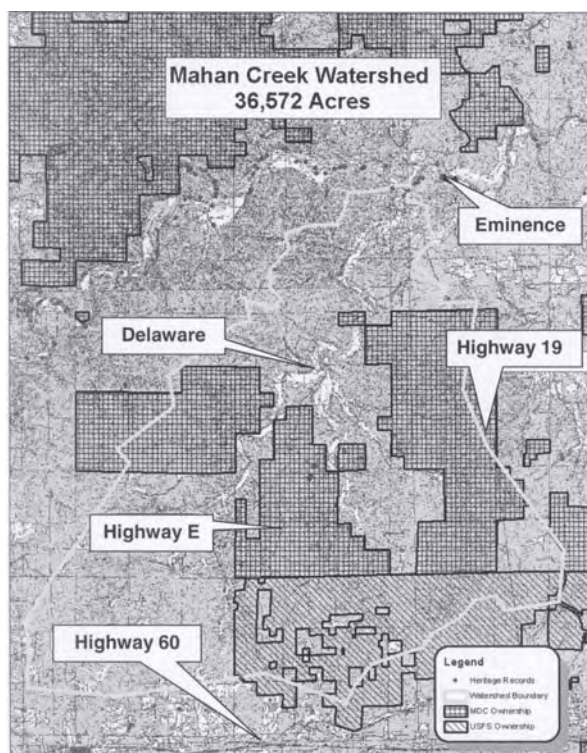 Mahan Creek Watershed
36,572 Acres
Eminence
Delaware
Highway 19
Highway E
Highway 60
Legend
Heritage Records
Watershed Boundary
MDC Ownership
USFS Ownership